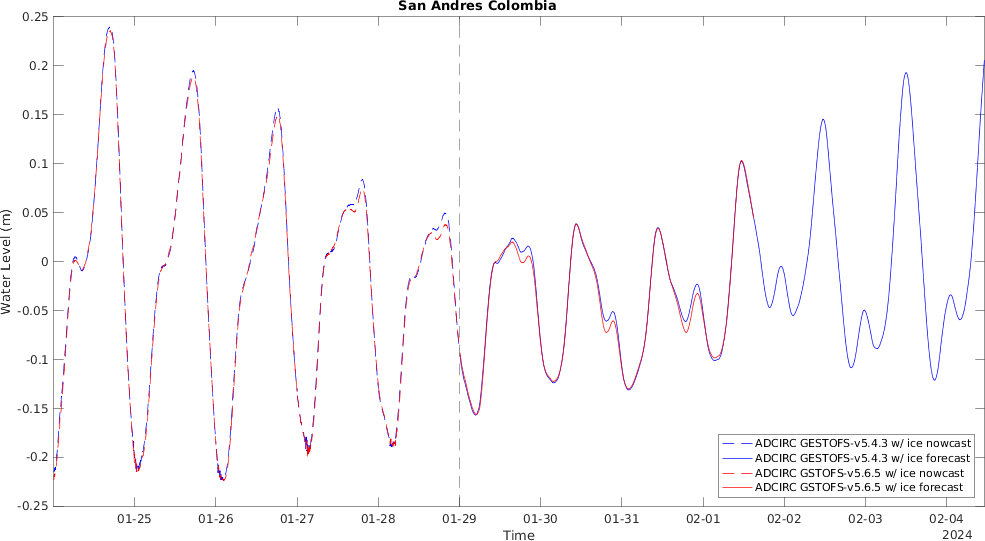 San Andres Colombia
0.25
0.2
0.15
0.1
0.05
0
-0.05
-0.1
-0.15
-0.2
-0.25
Water Level (m)
ADCIRC GESTOFS-v5.4.3 w/ ice nowcast
ADCIRC GESTOFS-v5.4.3 w/ ice forecast
ADCIRC GSTOFS-v5.6.5 w/ ice nowcast
ADCIRC GSTOFS-v5.6.5 w/ ice forecast
01-25 01-26 01-27 01-28 01-29 01-30 01-31 02-01 02-02 02-03 02-04
Time 2024